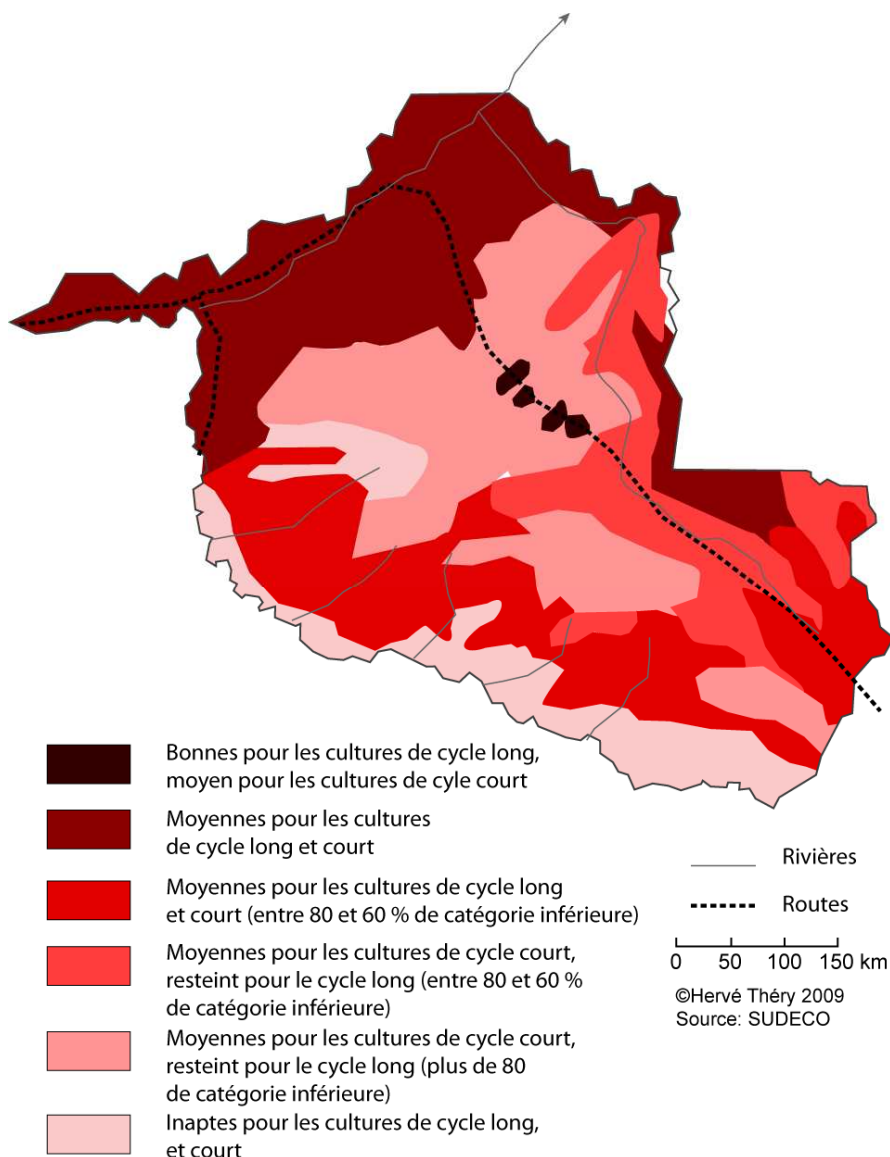 Bonnes pour les cultures de cycle long,
moyen pour les cultures de cyle court
Moyennes pour les cultures
de cycle long et court
Moyennes pour les cultures de cycle long
et court (entre 80 et 60 % de catégorie inférieure)
Moyennes pour les cultures de cycle court,
resteint pour le cycle long (entre 80 et 60 %
de catégorie inférieure)
Moyennes pour les cultures de cycle court,
resteint pour le cycle long (plus de 80
de catégorie inférieure)
Inaptes pour les cultures de cycle long,
et court
Rivières
Routes
0 50 100 150 km
©Hervé Théry 2009
Source: SUDECO